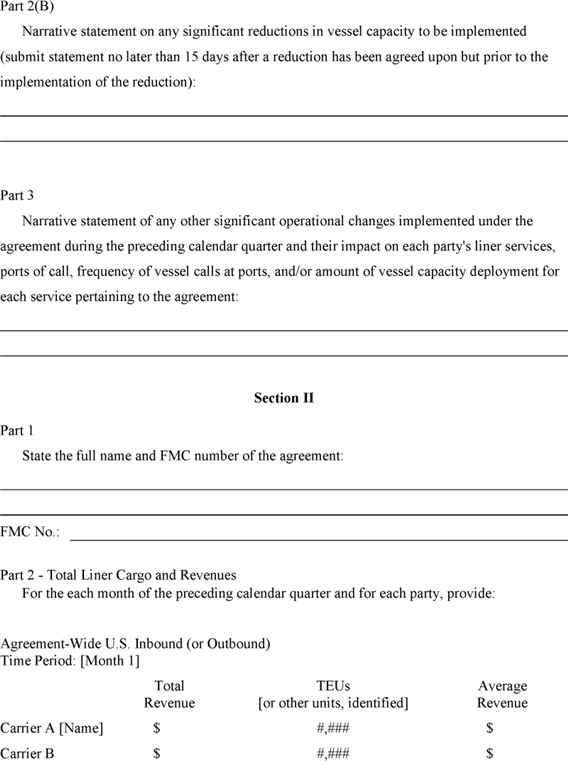 Part 2(B)
Narrative statement on any significant reductions in vessel capacity to be implemented
(submit statement no later than 15 days after a reduction has been agreed upon but prior to the
implementation of the reduction):
Part 3
Narrative statement of any other significant operational changes implemented under the
agreement during the preceding calendar quarter and their impact on each party's liner services,
ports of call, frequency of vessel calls at ports, and/or amount of vessel capacity deployment for
each service pertaining to the agreement:
Section II
Part 1
State the full name and FMC number of the agreement:
FMC No.:
Part 2 - Total Liner Cargo and Revenues
For the each month of the preceding calendar quarter and for each party, provide:
Agreement-Wide U.S. Inbound (or Outbound)
Time Period: [Month 1]
Total TEUs Average
Revenue [or other units, identified] Revenue
Carrier A [Name] $ #,### $
Carrier B $ #,### $